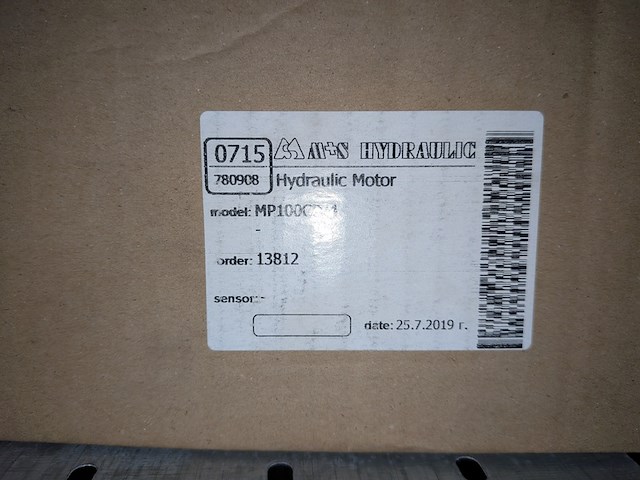 0715 M+S HYDRAULIC
780908 Hydraulic Motor
model:
-
order: 13812
sensor: -
date: 25.7.2019 г.